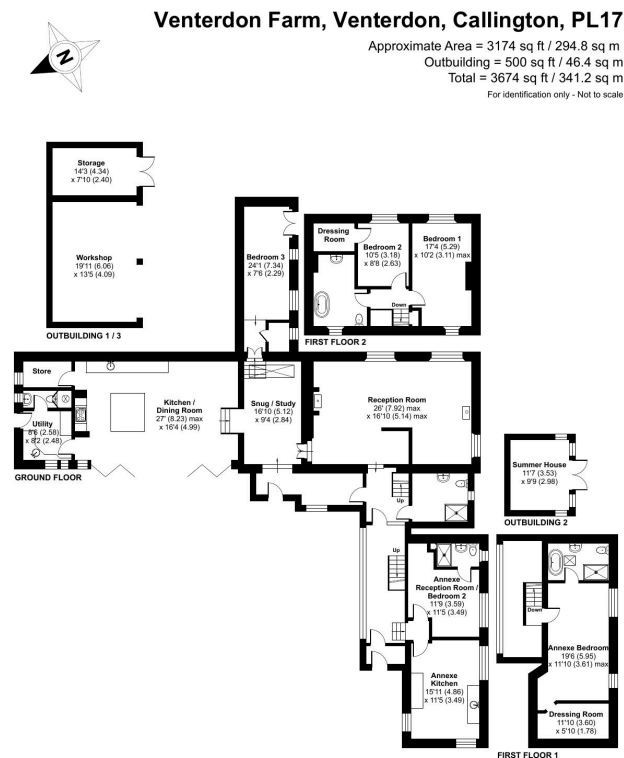 Venterdon Farm, Venterdon, Callington, PL17
Approximate Area = 3174 sq ft / 294.8 sq m
Outbuilding = 500 sq ft / 46.4 sq m
Total = 3674 sq ft / 341.2 sq m
For identification only - Not to scale
N
Storage
14'3 (4.34)
x 7'10 (2.40)
Workshop
19'11 (6.06)
x 13'5 (4.09)
OUTBUILDING 1 / 3
Bedroom 3
24'1 (7.34)
x 7'6 (2.29)
Dressing
Room
Bedroom 2
10'5 (3.18)
x 8'8 (2.63)
Bedroom 1
17'4 (5.29)
x 10'2 (3.11) max
Down
FIRST FLOOR 2
Store
Utility
8'6 (2.58)
x 8'2 (2.48)
Kitchen /
Dining Room
27' (8.23) max
x 16'4 (4.99)
Snug / Study
16'10 (5.12)
x 9'4 (2.84)
Reception Room
26' (7.92) max
x 16'10 (5.14) max
GROUND FLOOR
Up
Summer House
11'7 (3.53)
x 9'9 (2.98)
OUTBUILDING 2
Up
Annexe
Reception Room /
Bedroom 2
11'9 (3.59)
x 11'5 (3.49)
Annexe
Kitchen
15'11 (4.86)
x 11'5 (3.49)
Down
Annexe Bedroom
19'6 (5.95)
x 11'10 (3.61) max
Dressing Room
11'10 (3.60)
x 5'10 (1.78)
FIRST FLOOR 1